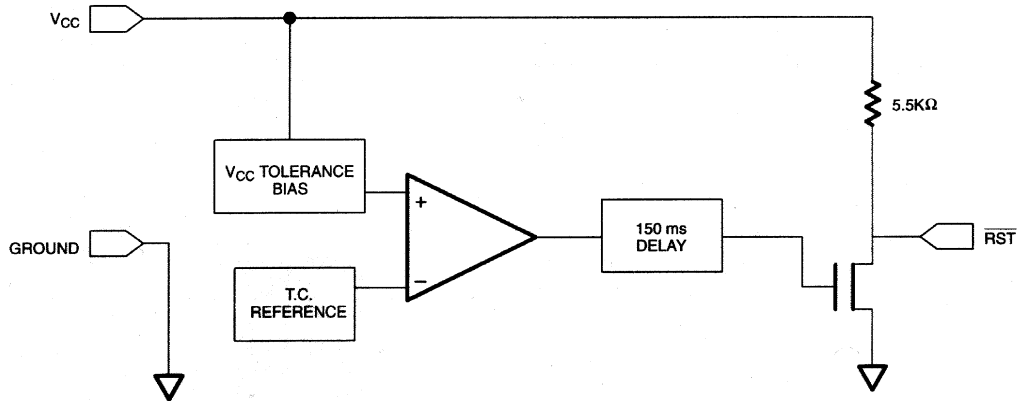 VCC
5.5KΩ
VCC TOLERANCE
BIAS
+
150 ms
DELAY
RST
GROUND
−
T.C.
REFERENCE